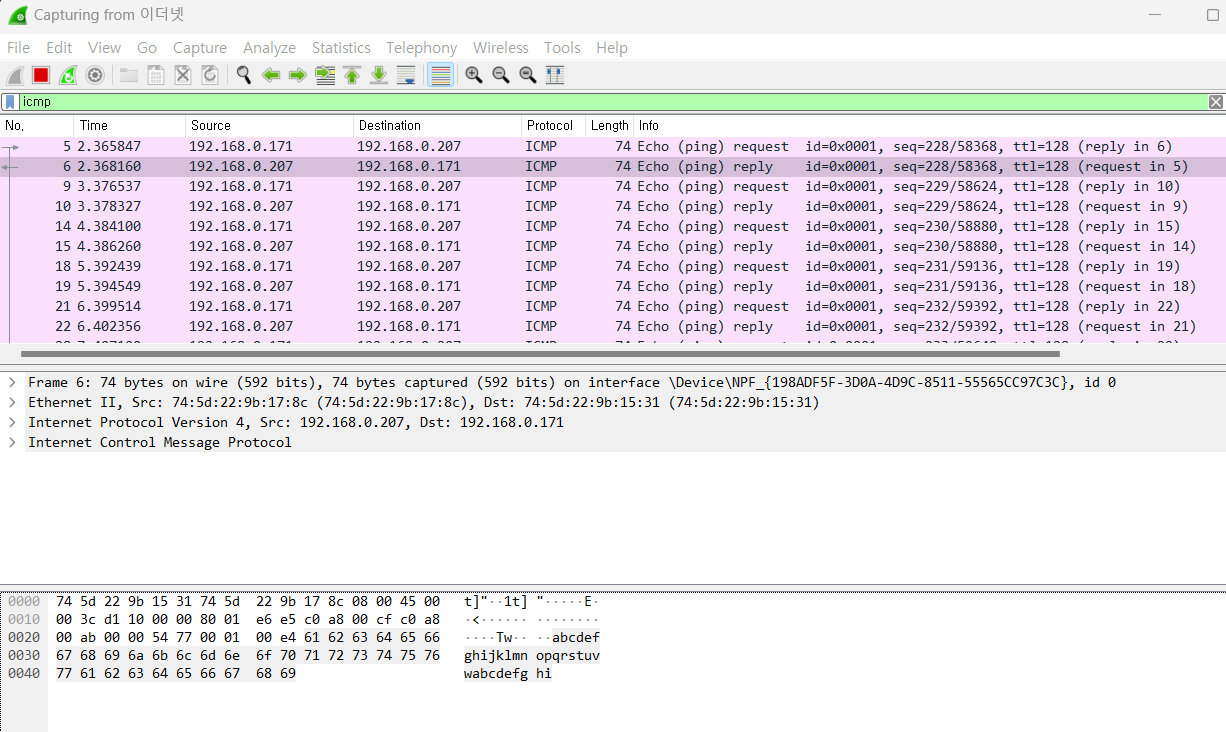 Capturing from 이더넷
File Edit View Go Capture Analyze Statistics Telephony Wireless Tools Help
icmp
No. Time Source Destination Protocol Length Info
5 2.365847 192.168.0.171 192.168.0.207 ICMP 74 Echo (ping) request id=0x0001, seq=228/58368, ttl=128 (reply in 6)
6 2.368160 192.168.0.207 192.168.0.171 ICMP 74 Echo (ping) reply id=0x0001, seq=228/58368, ttl=128 (request in 5)
9 3.376537 192.168.0.171 192.168.0.207 ICMP 74 Echo (ping) request id=0x0001, seq=229/58624, ttl=128 (reply in 10)
10 3.378327 192.168.0.207 192.168.0.171 ICMP 74 Echo (ping) reply id=0x0001, seq=229/58624, ttl=128 (request in 9)
14 4.384100 192.168.0.171 192.168.0.207 ICMP 74 Echo (ping) request id=0x0001, seq=230/58880, ttl=128 (reply in 15)
15 4.386260 192.168.0.207 192.168.0.171 ICMP 74 Echo (ping) reply id=0x0001, seq=230/58880, ttl=128 (request in 14)
18 5.392439 192.168.0.171 192.168.0.207 ICMP 74 Echo (ping) request id=0x0001, seq=231/59136, ttl=128 (reply in 19)
19 5.394549 192.168.0.207 192.168.0.171 ICMP 74 Echo (ping) reply id=0x0001, seq=231/59136, ttl=128 (request in 18)
21 6.399514 192.168.0.171 192.168.0.207 ICMP 74 Echo (ping) request id=0x0001, seq=232/59392, ttl=128 (reply in 22)
22 6.402356 192.168.0.207 192.168.0.171 ICMP 74 Echo (ping) reply id=0x0001, seq=232/59392, ttl=128 (request in 21)
Frame 6: 74 bytes on wire (592 bits), 74 bytes captured (592 bits) on interface \Device\NPF_{198ADF5F-3D0A-4D9C-8511-55565CC97C3C}, id 0
Ethernet II, Src: 74:5d:22:9b:17:8c (74:5d:22:9b:17:8c), Dst: 74:5d:22:9b:15:31 (74:5d:22:9b:15:31)
Internet Protocol Version 4, Src: 192.168.0.207, Dst: 192.168.0.171
Internet Control Message Protocol
0000 74 5d 22 9b 15 31 74 5d 22 9b 17 8c 08 00 45 00 t]"··1t] "·····E·
0010 00 3c d1 10 00 00 80 01 e6 e5 c0 a8 00 cf c0 a8 ·<······ ········
0020 00 ab 00 00 54 77 00 01 00 e4 61 62 63 64 65 66 ····Tw·· ··abcdef
0030 67 68 69 6a 6b 6c 6d 6e 6f 70 71 72 73 74 75 76 ghijklmn opqrstuv
0040 77 61 62 63 64 65 66 67 68 69 wabcdefg hi